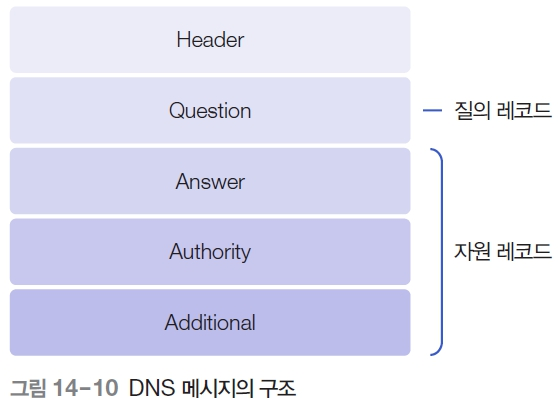 Header
Question
질의 레코드
Answer
Authority
자원 레코드
Additional
그림 14-10 DNS 메시지의 구조